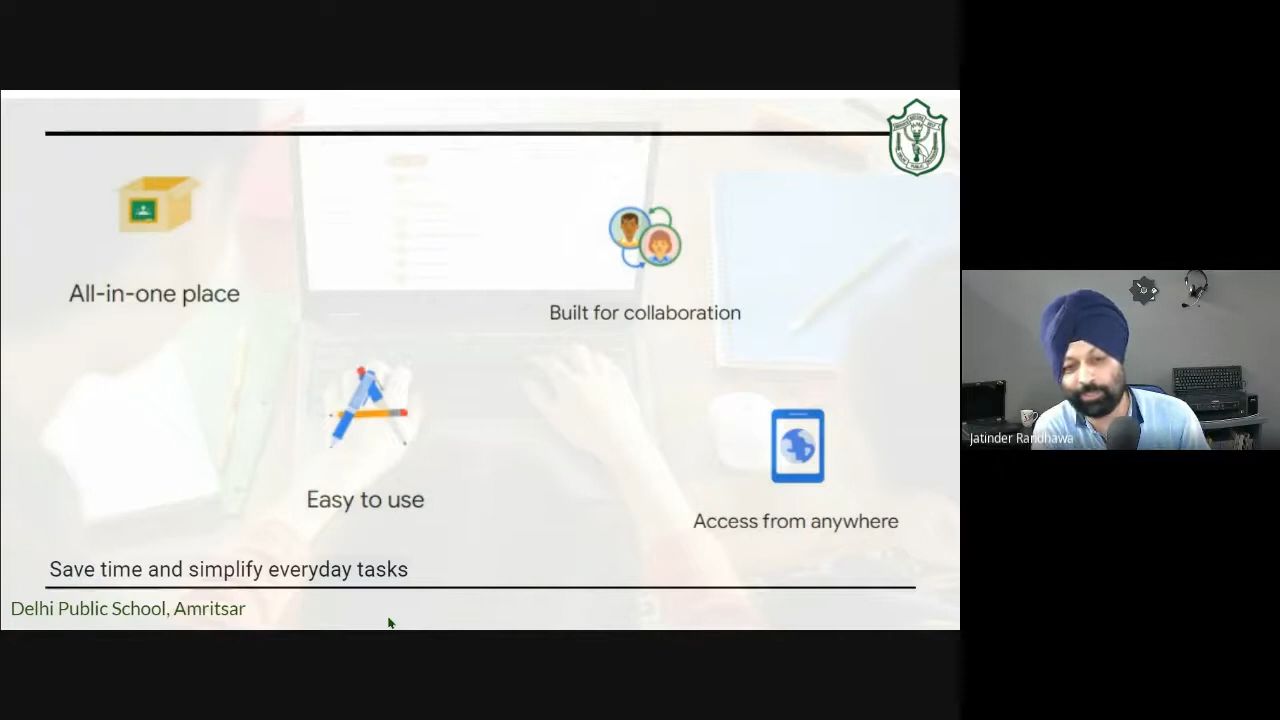 All-in-one place
Built for collaboration
Easy to use
Access from anywhere
Save time and simplify everyday tasks
Delhi Public School, Amritsar
Jatinder Randhawa